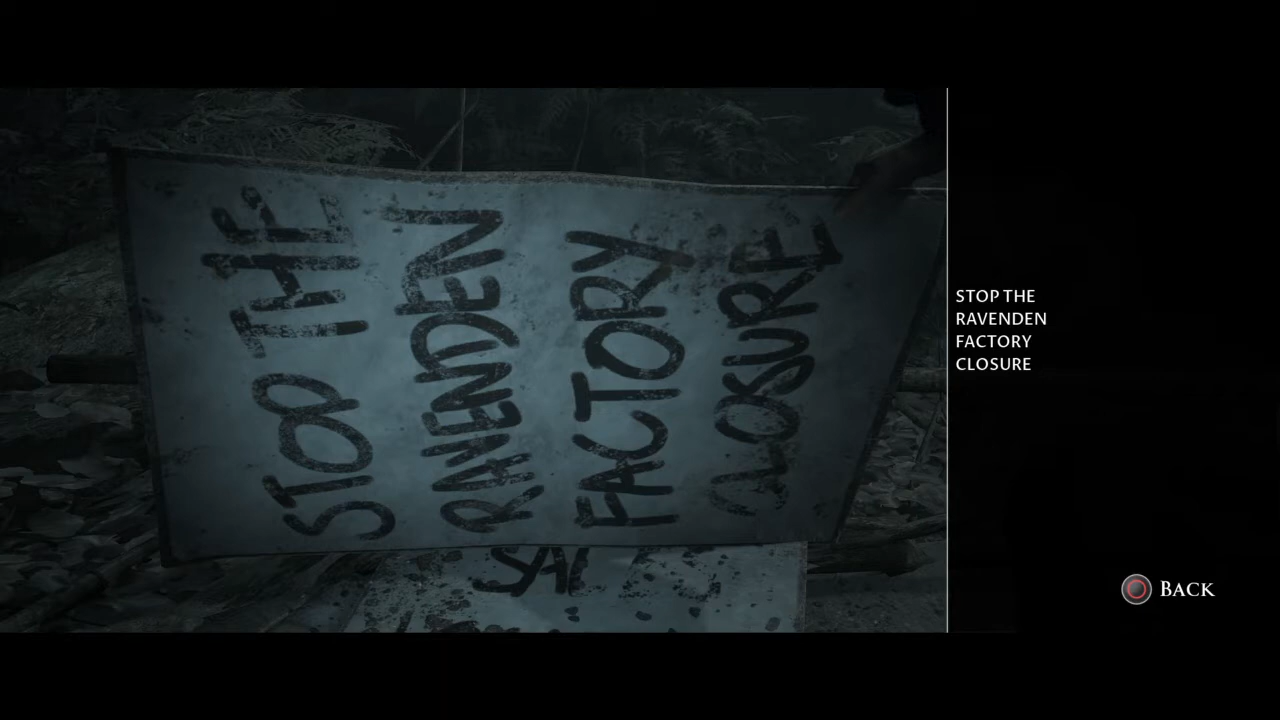 STOP THE
RAVENDEN
FACTORY
CLOSURE
STOP THE
RAVENDEN
FACTORY
CLOSURE
BACK